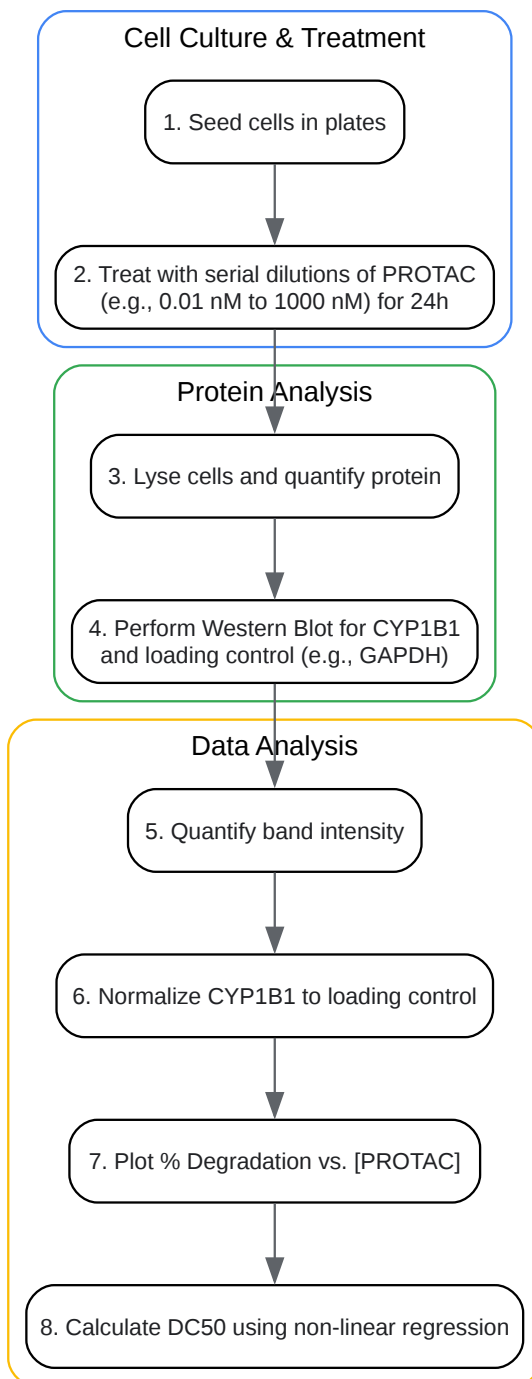 Cell Culture & Treatment
1. Seed cells in plates
2. Treat with serial dilutions of PROTAC
(e.g., 0.01 nM to 1000 nM) for 24h
Protein Analysis
3. Lyse cells and quantify protein
4. Perform Western Blot for CYP1B1
and loading control (e.g., GAPDH)
Data Analysis
5. Quantify band intensity
6. Normalize CYP1B1 to loading control
7. Plot % Degradation vs. [PROTAC]
8. Calculate DC50 using non-linear regression